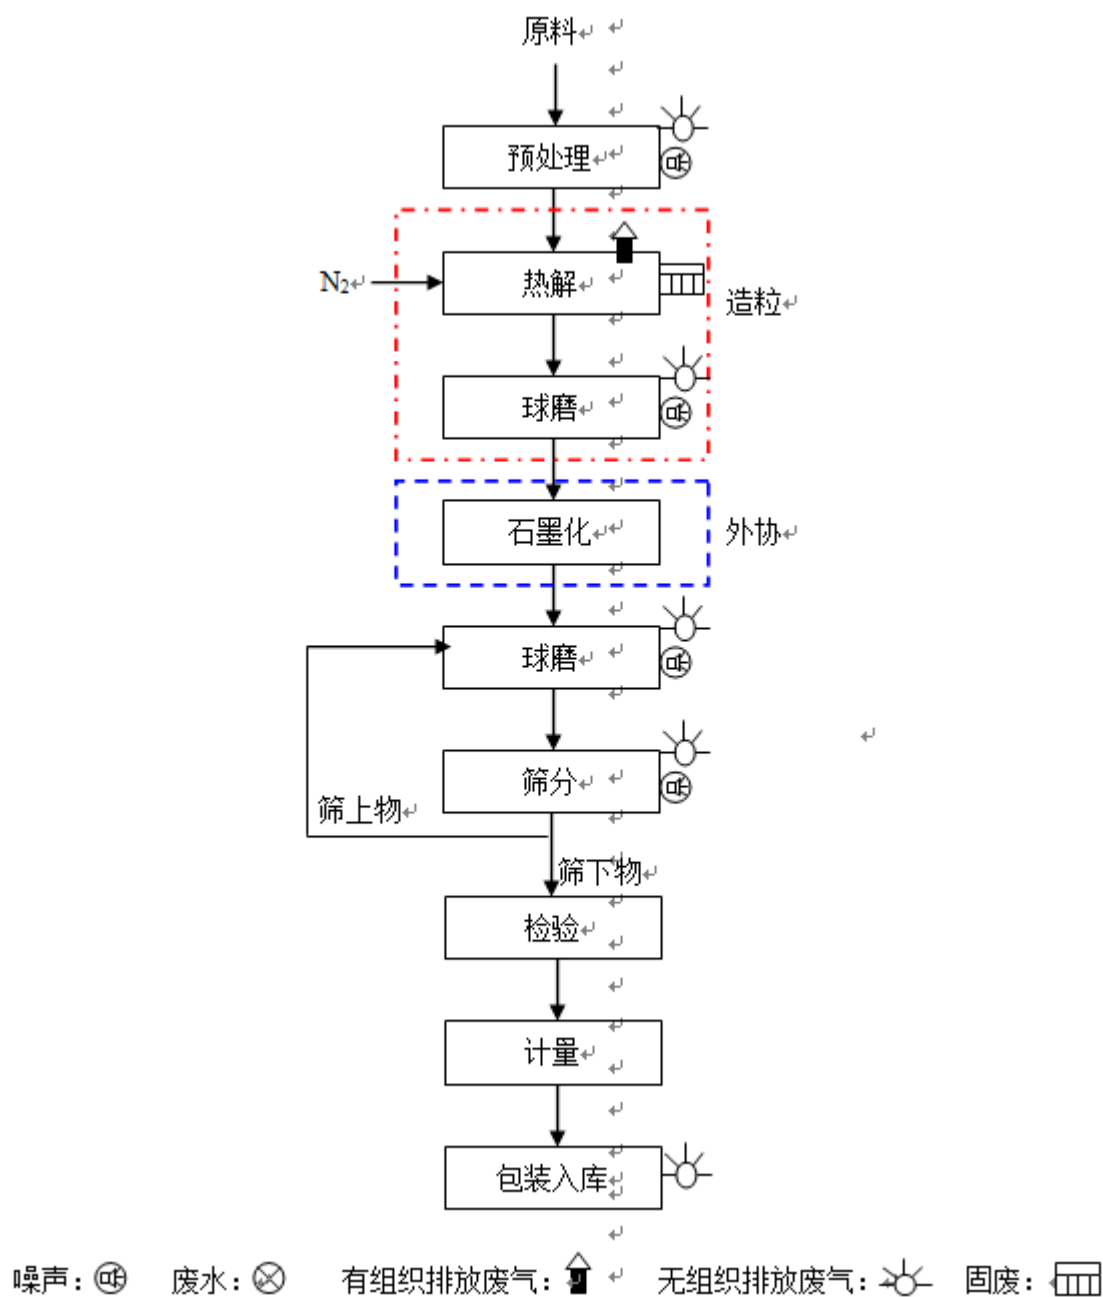 原料
预处理
N₂
热解
造粒
球磨
石墨化
外协
球磨
筛分
筛上物
筛下物
检验
计量
包装入库
噪声： 废水： 有组织排放废气： 无组织排放废气： 固废：